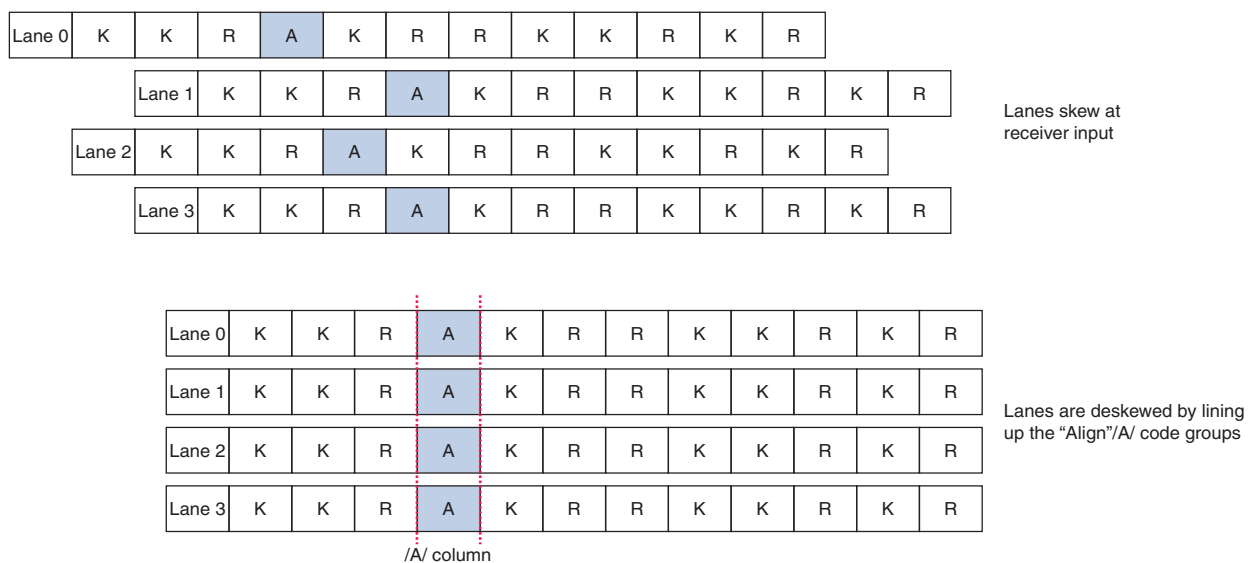 Lane 0 K K R A K R R K K R K R
Lane 1 K K R A K R R K K R K R
Lanes skew at
receiver input
Lane 2 K K R A K R R K K R K R
Lane 3 K K R A K R R K K R K R
Lane 0 K K R A K R R K K R K R
Lane 1 K K R A K R R K K R K R
Lanes are deskewed by lining
up the “Align”/A/ code groups
Lane 2 K K R A K R R K K R K R
Lane 3 K K R A K R R K K R K R
/A/ column